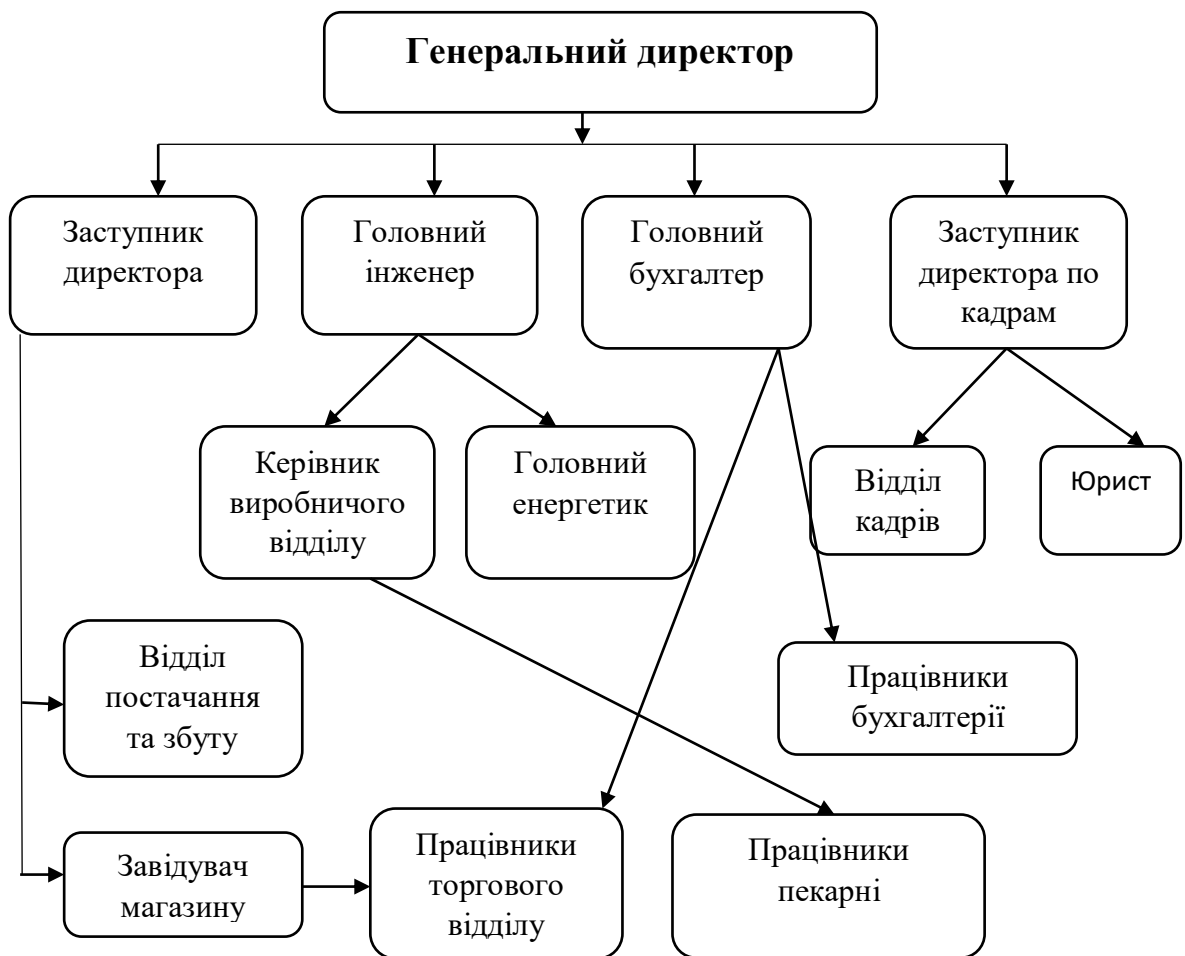 Генеральний директор
Заступник
директора
Головний
інженер
Головний
бухгалтер
Заступник
директора по
кадрам
Керівник
виробничого
відділу
Головний
енергетик
Відділ
кадрів
Юрист
Відділ
постачання
та збуту
Працівники
бухгалтерії
Завідувач
магазину
Працівники
торгового
відділу
Працівники
пекарні